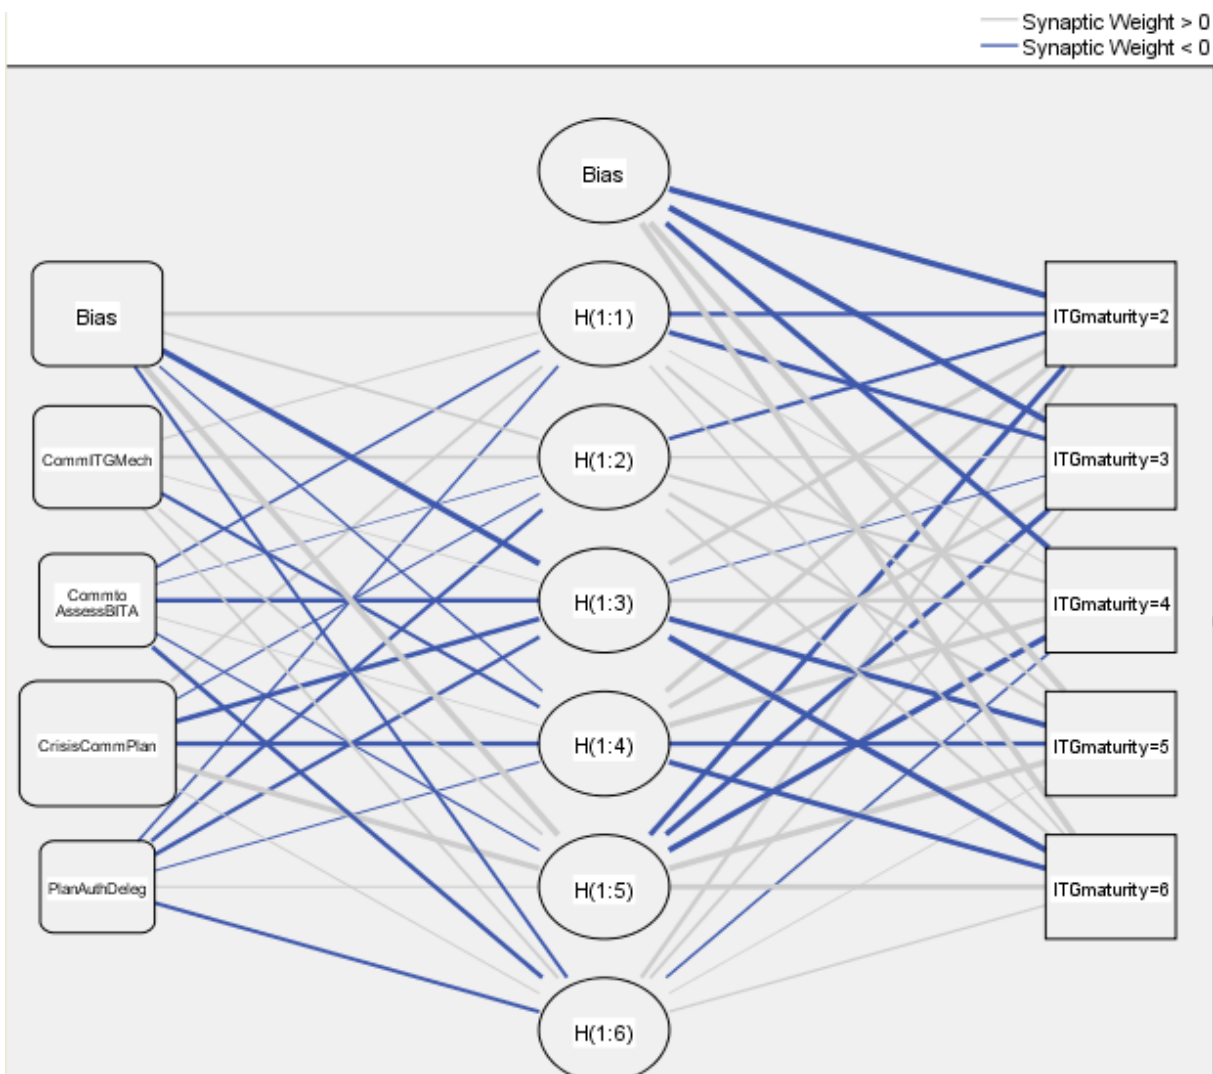 Synaptic Weight > 0
Synaptic Weight < 0
Bias
Bias
H(1:1)
ITGmaturity=2
CommITGMech
H(1:2)
ITGmaturity=3
Commto
AssessBITA
H(1:3)
ITGmaturity=4
CrisisCommPlan
H(1:4)
ITGmaturity=5
PlanAuthDeleg
H(1:5)
ITGmaturity=6
H(1:6)